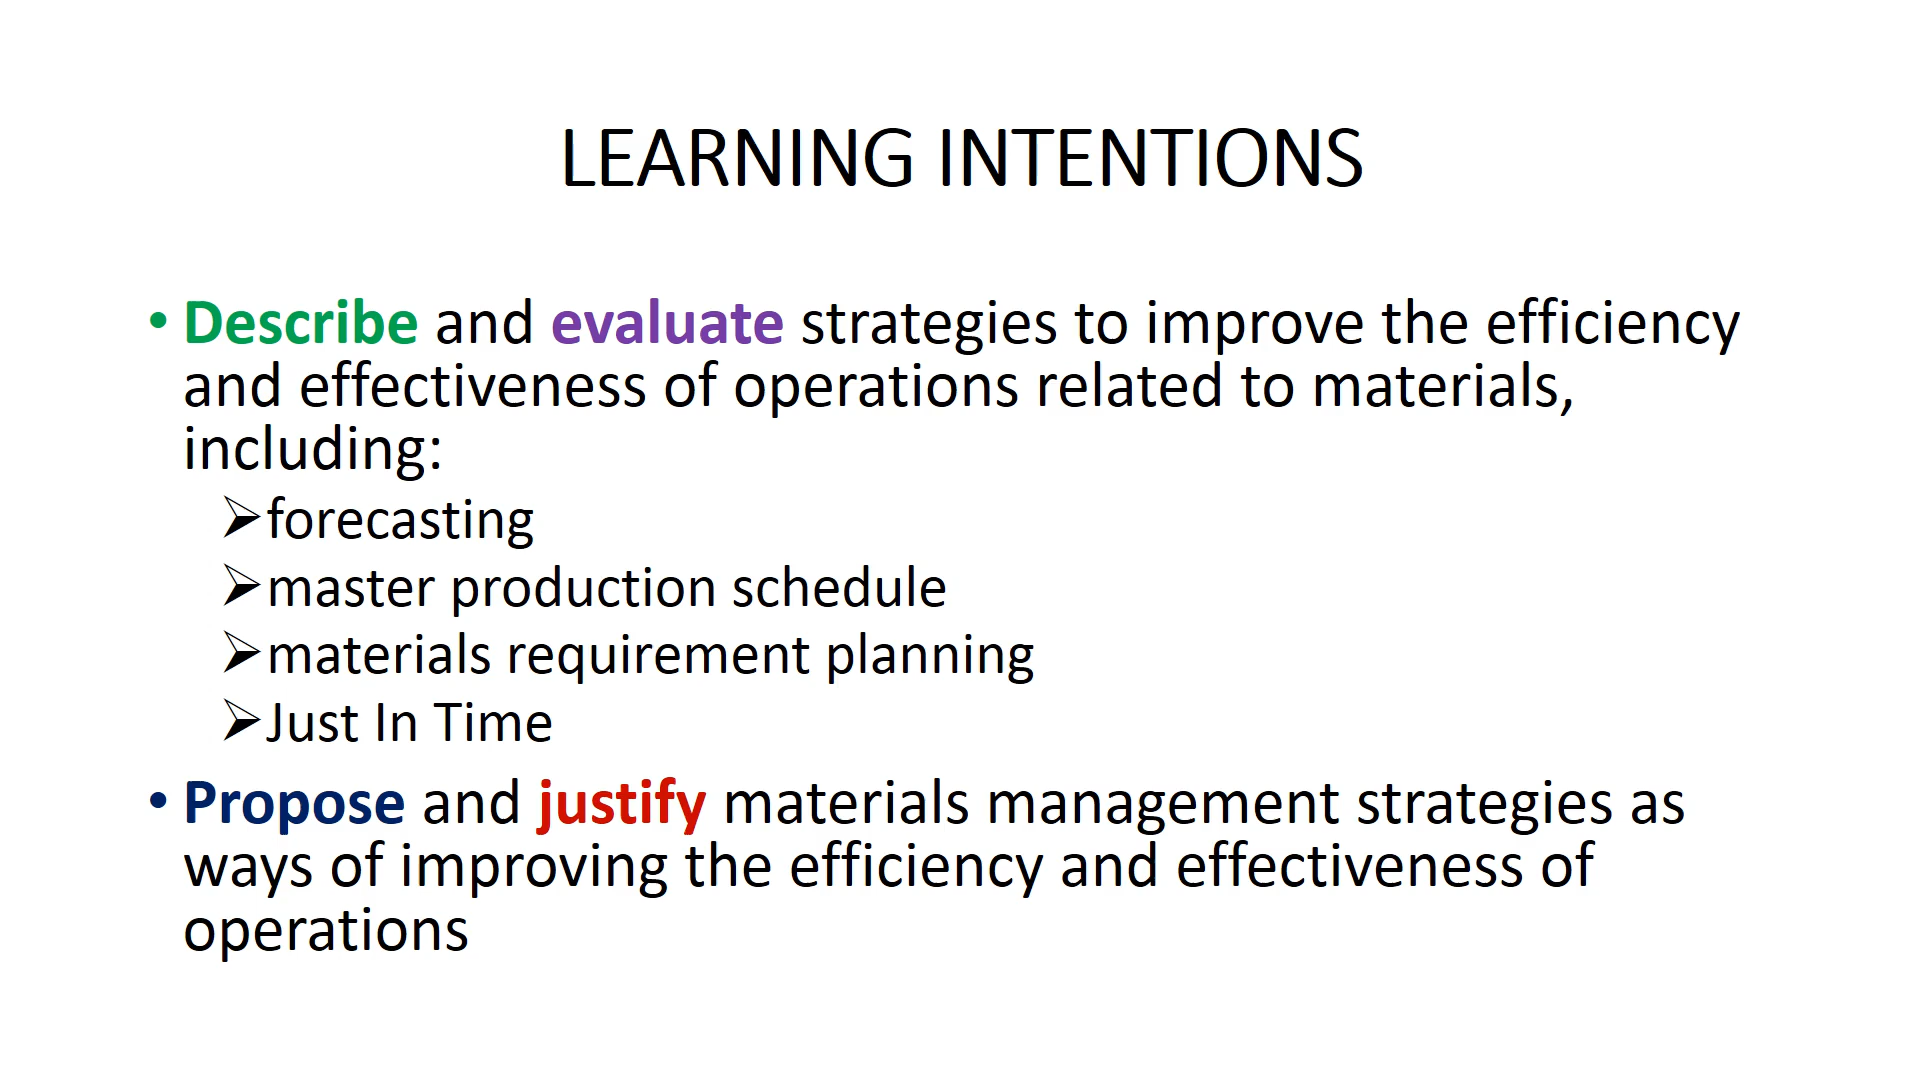 LEARNING INTENTIONS
• Describe and evaluate strategies to improve the efficiency
and effectiveness of operations related to materials,
including:
➢forecasting
➢master production schedule
➢materials requirement planning
➢Just In Time
• Propose and justify materials management strategies as
ways of improving the efficiency and effectiveness of
operations